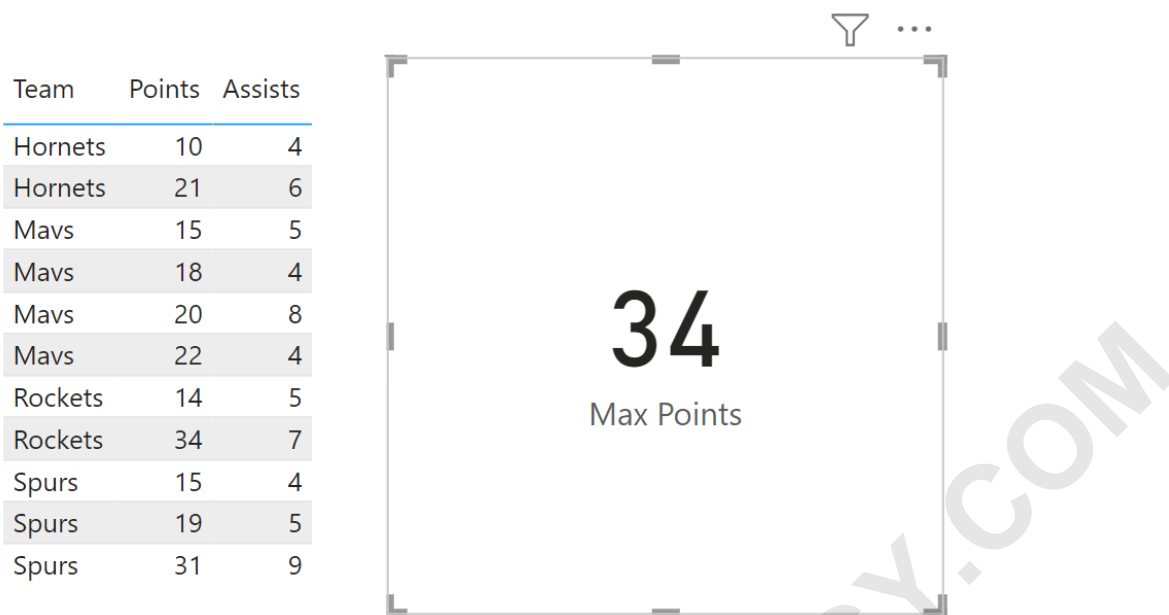 Team Points Assists
Hornets 10 4
Hornets 21 6
Mavs 15 5
Mavs 18 4
Mavs 20 8
Mavs 22 4
Rockets 14 5
Rockets 34 7
Spurs 15 4
Spurs 19 5
Spurs 31 9
34
Max Points